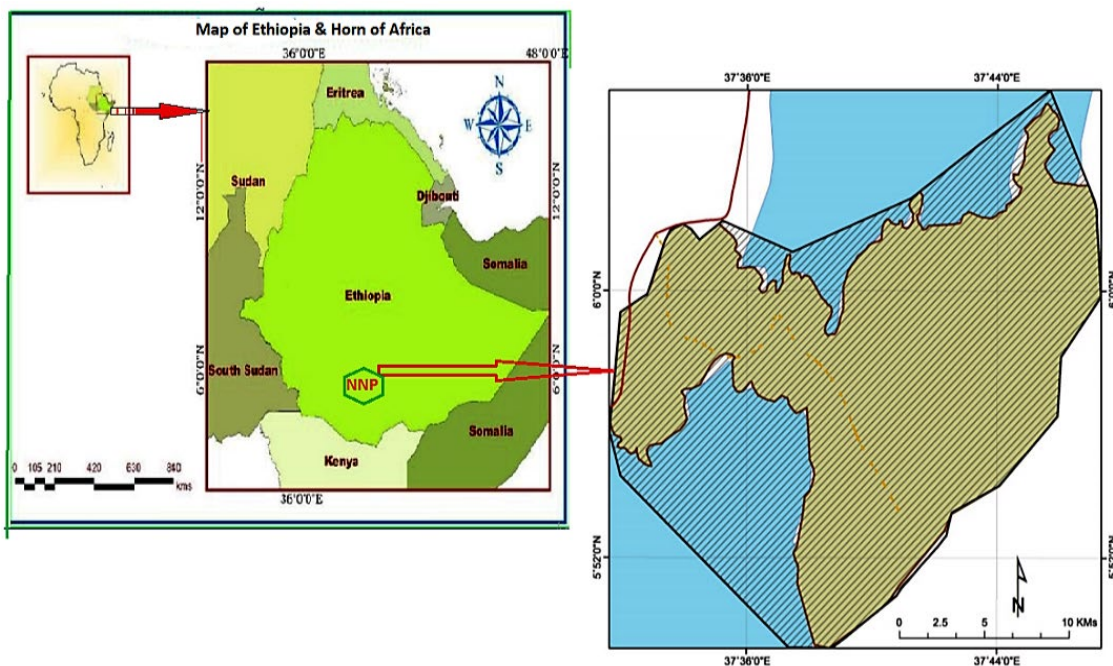 Map of Ethiopia & Horn of Africa
36°0'0"E
48°0'0"E
Eritrea
N
W
E
S
Sudan
12°0'0"N
12°0'0"N
Djibouti
Somalia
Ethiopia
South Sudan
6°0'0"N
NNP
6°0'0"N
Somalia
Kenya
0 105 210 420 630 840
kms
36°0'0"E
37°36'0"E
37°44'0"E
6°0'0"N
6°0'0"N
5°52'0"N
5°52'0"N
N
0 2.5 5 10 KMs
37°36'0"E
37°44'0"E